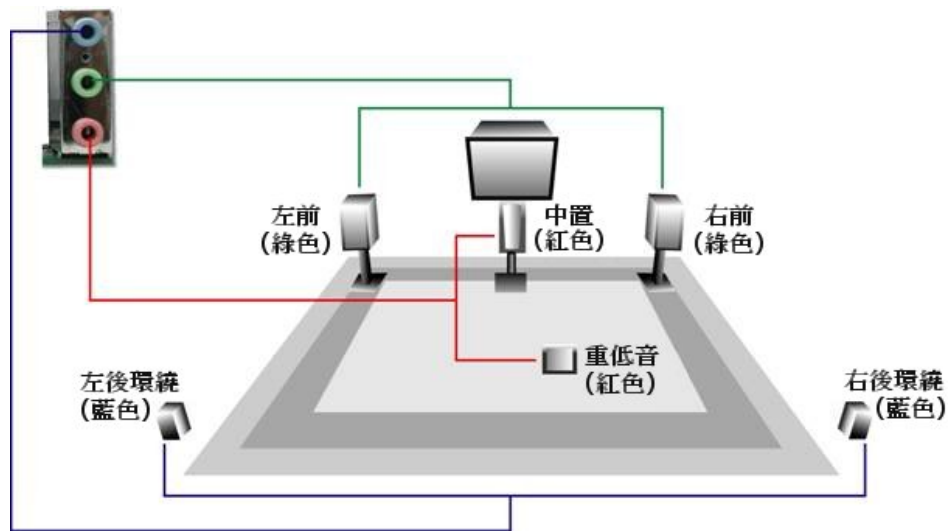 左前
(綠色)
中置
(紅色)
右前
(綠色)
重低音
(紅色)
左後環繞
(藍色)
右後環繞
(藍色)